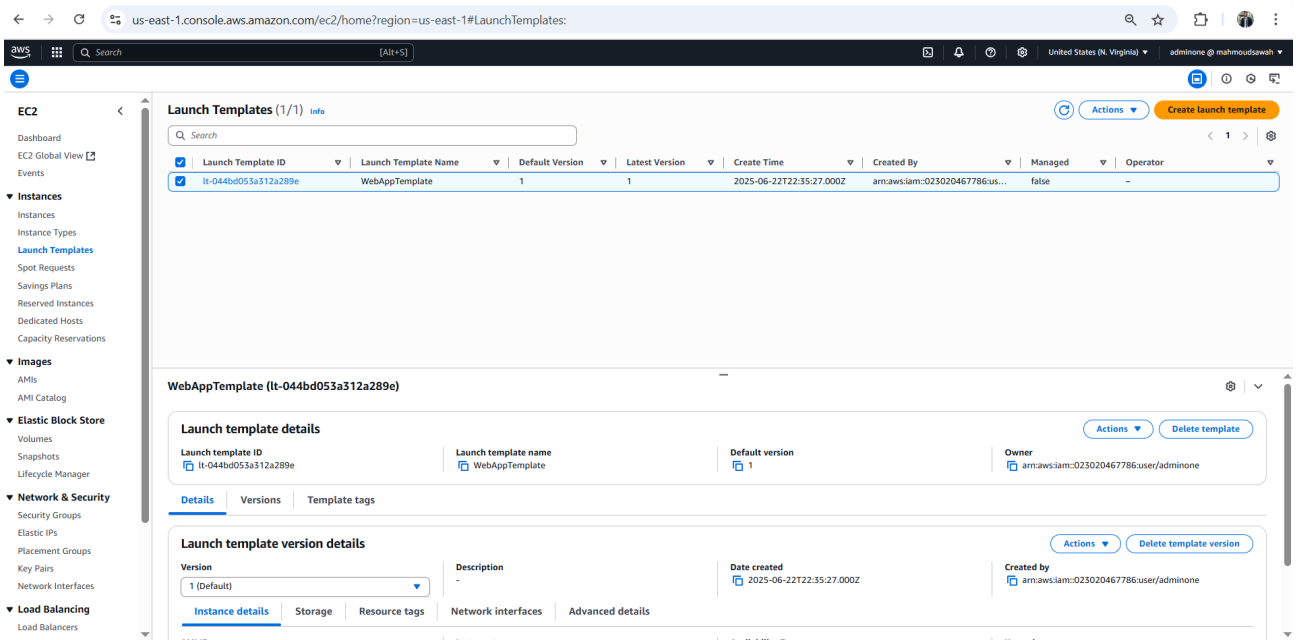 us-east-1.console.aws.amazon.com/ec2/home?region=us-east-1#LaunchTemplates:
aws Search [Alt+S] United States (N. Virginia) adminone @ mahmoudsawah
EC2
Dashboard
EC2 Global View
Events
Instances
Instances
Instance Types
Launch Templates
Spot Requests
Savings Plans
Reserved Instances
Dedicated Hosts
Capacity Reservations
Images
AMIs
AMI Catalog
Elastic Block Store
Volumes
Snapshots
Lifecycle Manager
Network & Security
Security Groups
Elastic IPs
Placement Groups
Key Pairs
Network Interfaces
Load Balancing
Load Balancers
Launch Templates (1/1) Info
Actions Create launch template
Search
1
Launch Template ID Launch Template Name Default Version Latest Version Create Time Created By Managed Operator
lt-044bd053a312a289e WebAppTemplate 1 1 2025-06-22T22:35:27.000Z arn:aws:iam::023020467786:us... false –
WebAppTemplate (lt-044bd053a312a289e)
Launch template details
Actions Delete template
Launch template ID Launch template name Default version Owner
lt-044bd053a312a289e WebAppTemplate 1 arn:aws:iam::023020467786:user/adminone
Details Versions Template tags
Launch template version details
Actions Delete template version
Version Description Date created Created by
1 (Default) - 2025-06-22T22:35:27.000Z arn:aws:iam::023020467786:user/adminone
Instance details Storage Resource tags Network interfaces Advanced details